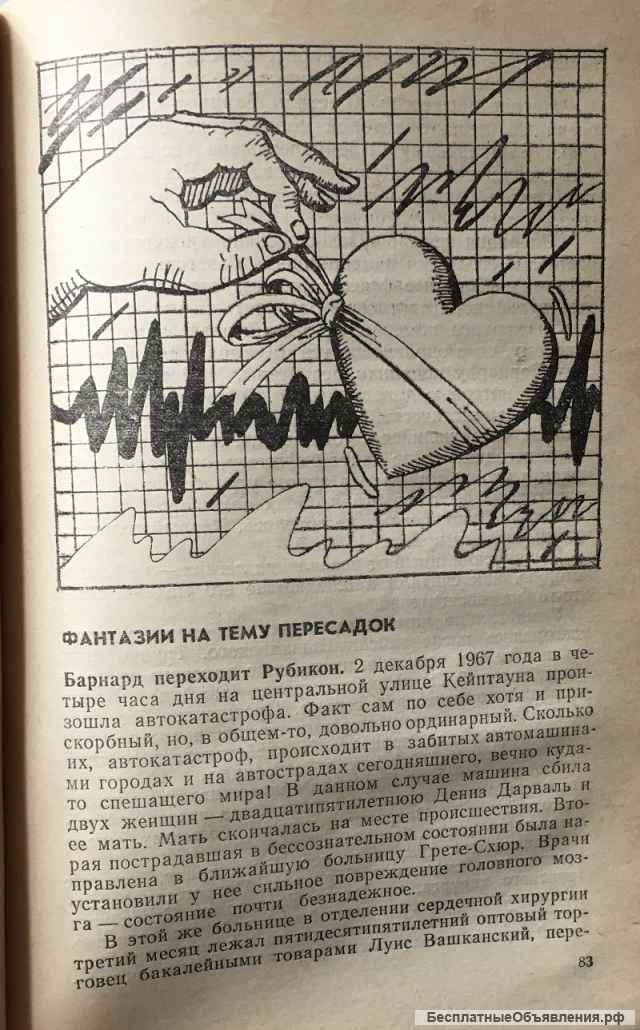 ФАНТАЗИИ НА ТЕМУ ПЕРЕСАДОК
Барнард переходит Рубикон. 2 декабря 1967 года в че-
тыре часа дня на центральной улице Кейптауна прои-
зошла автокатастрофа. Факт сам по себе хотя и при-
скорбный, но, в общем-то, довольно ординарный. Сколько
их, автокатастроф, происходит в забитых автомашина-
ми городах и на автострадах сегодняшнего, вечно куда-
то спешащего мира! В данном случае машина сбила
двух женщин — двадцатипятилетнюю Дениз Дарваль и
ее мать. Мать скончалась на месте происшествия. Вто-
рая пострадавшая в бессознательном состоянии была на-
правлена в ближайшую больницу Грете-Схюр. Врачи
установили у нее сильное повреждение головного моз-
га — состояние почти безнадежное.
В этой же больнице в отделении сердечной хирургии
третий месяц лежал пятидесятипятилетний оптовый тор-
говец бакалейными товарами Луис Вашканский, пере-
83
БесплатныеОбъявления.рф